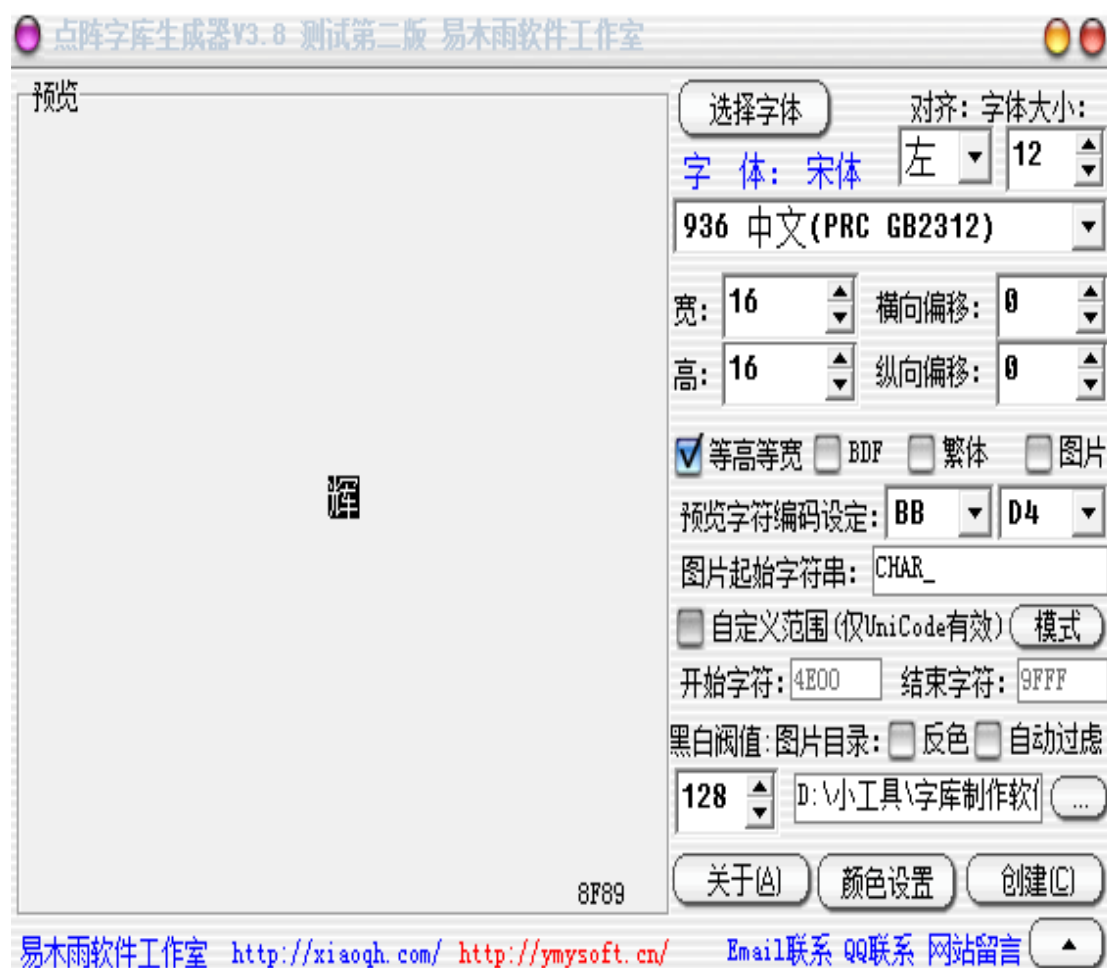 点阵字库生成器V3.8 测试第二版 易木雨软件工作室
预览
辉
8F89
选择字体 对齐: 字体大小:
字 体: 宋体 左 12
936 中文(PRC GB2312)
宽: 16 横向偏移: 0
高: 16 纵向偏移: 0
等高等宽 BDF 繁体 图片
预览字符编码设定: BB D4
图片起始字符串: CHAR_
自定义范围(仅UniCode有效) 模式
开始字符: 4E00 结束字符: 9FFF
黑白阀值: 图片目录: 反色 自动过虑
128 D:\小工具\字库制作软 ...
关于(A) 颜色设置 创建(C)
易木雨软件工作室 http://xiaoqh.com/ http://ymysoft.cn/ Email联系 QQ联系 网站留言